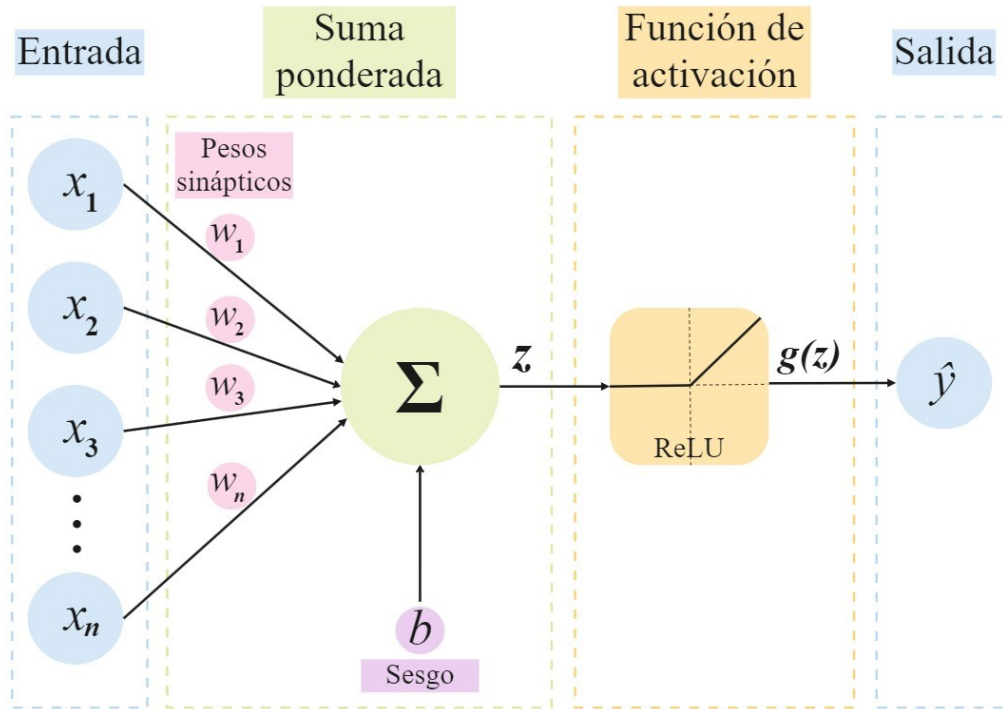 Entrada
Suma
ponderada
Función de
activación
Salida
Pesos
sinápticos
x1
x2
x3
xn
w1
w2
w3
wn
Σ
z
ReLU
g(z)
ŷ
b
Sesgo